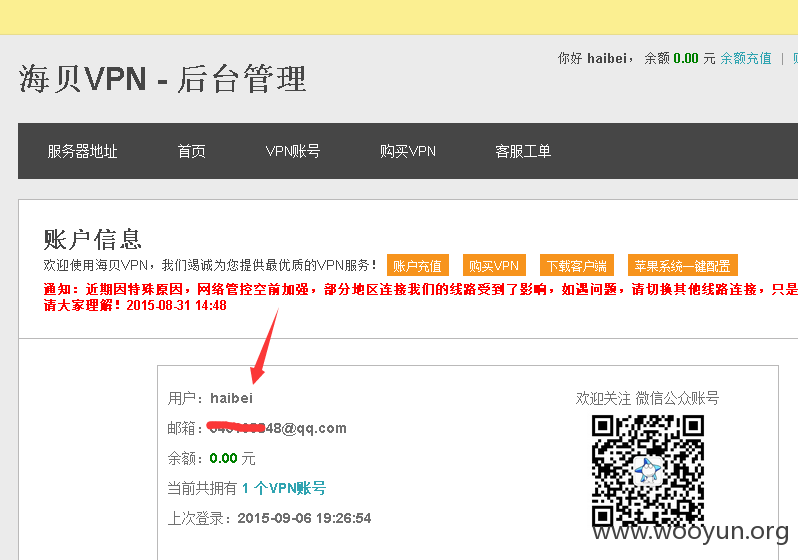 你好 haibei， 余额 0.00 元 余额充值 |
海贝VPN - 后台管理
服务器地址 首页 VPN账号 购买VPN 客服工单
账户信息
欢迎使用海贝VPN，我们竭诚为您提供最优质的VPN服务！ 账户充值 购买VPN 下载客户端 苹果系统一键配置
通知：近期因特殊原因，网络管控空前加强，部分地区连接我们的线路受到了影响，如遇问题，请切换其他线路连接，只是
请大家理解！2015-08-31 14:48
用户：haibei
欢迎关注 微信公众账号
邮箱：48@qq.com
余额：0.00 元
当前共拥有 1 个VPN账号
上次登录：2015-09-06 19:26:54
www.wooyun.org